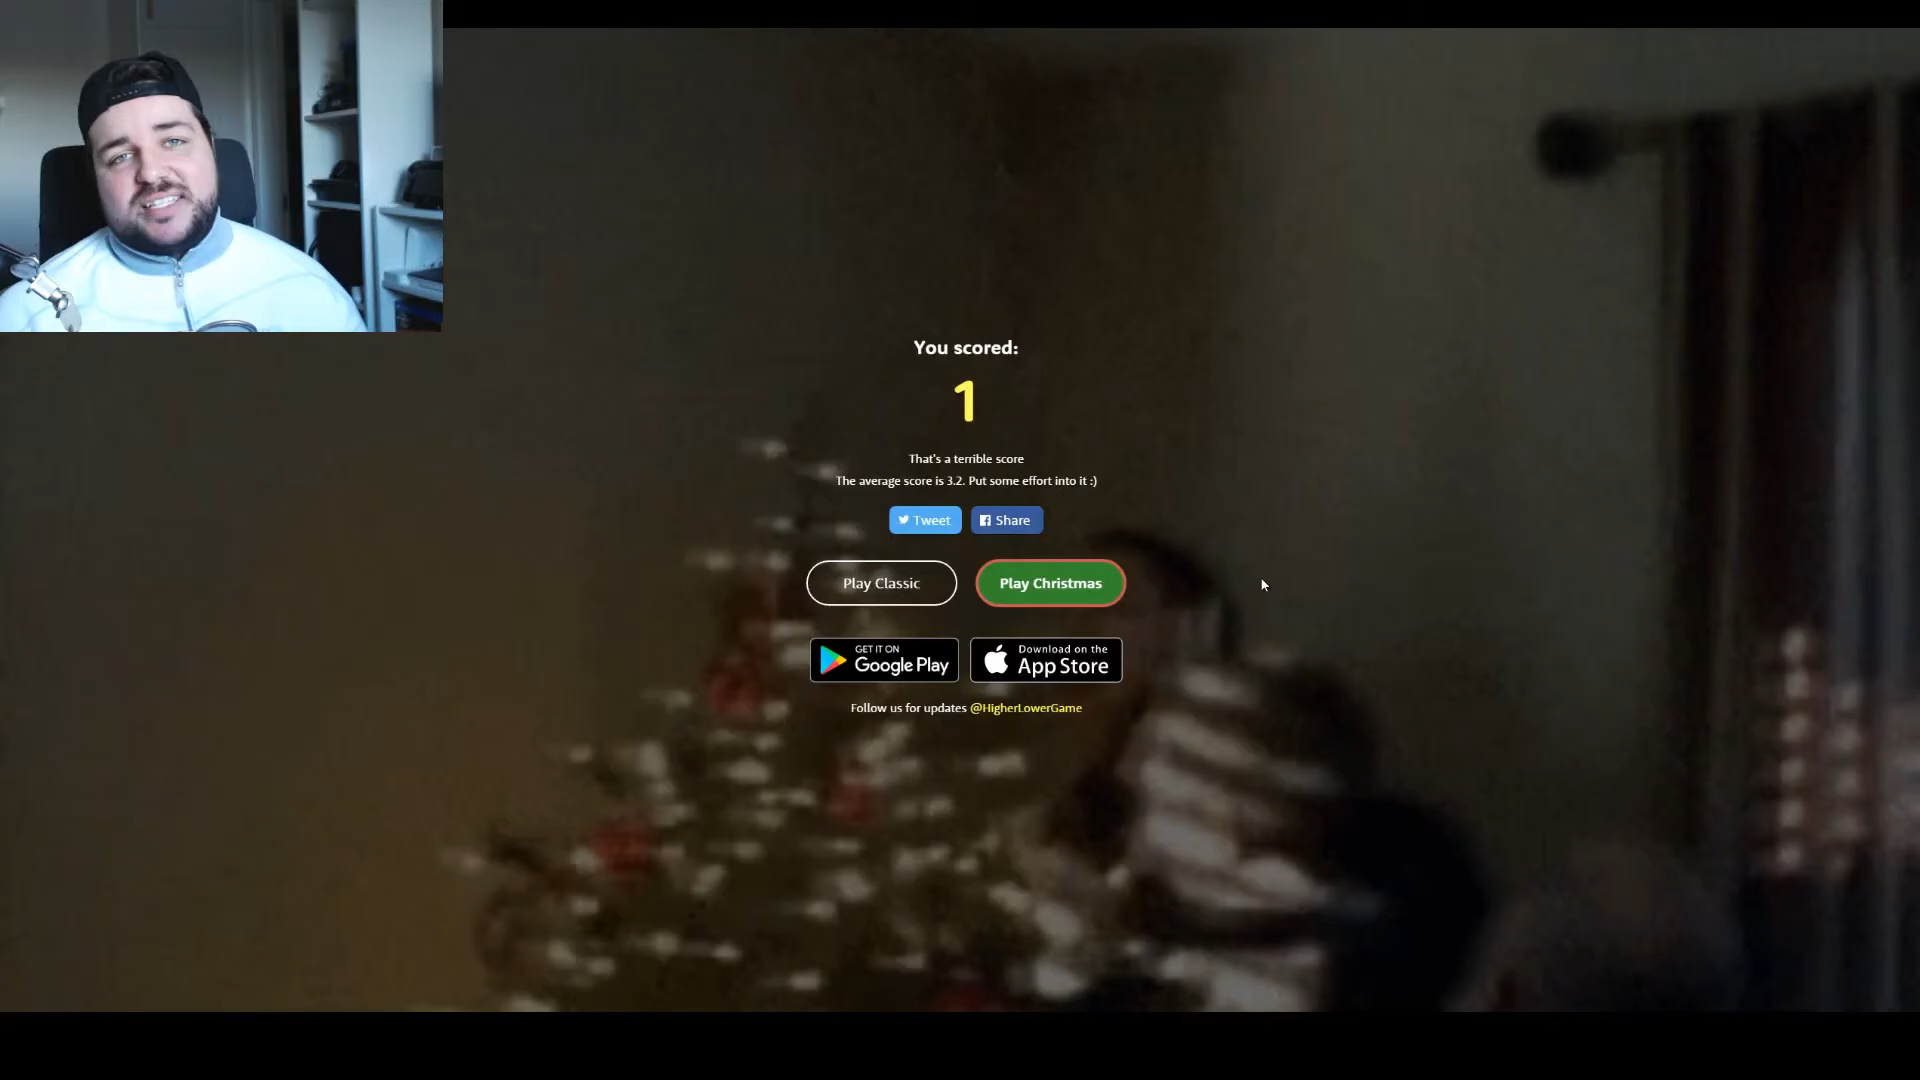 You scored:
1
That's a terrible score
The average score is 3.2. Put some effort into it :)
Tweet Share
Play Classic Play Christmas
GET IT ON Google Play
Download on the App Store
Follow us for updates @HigherLowerGame